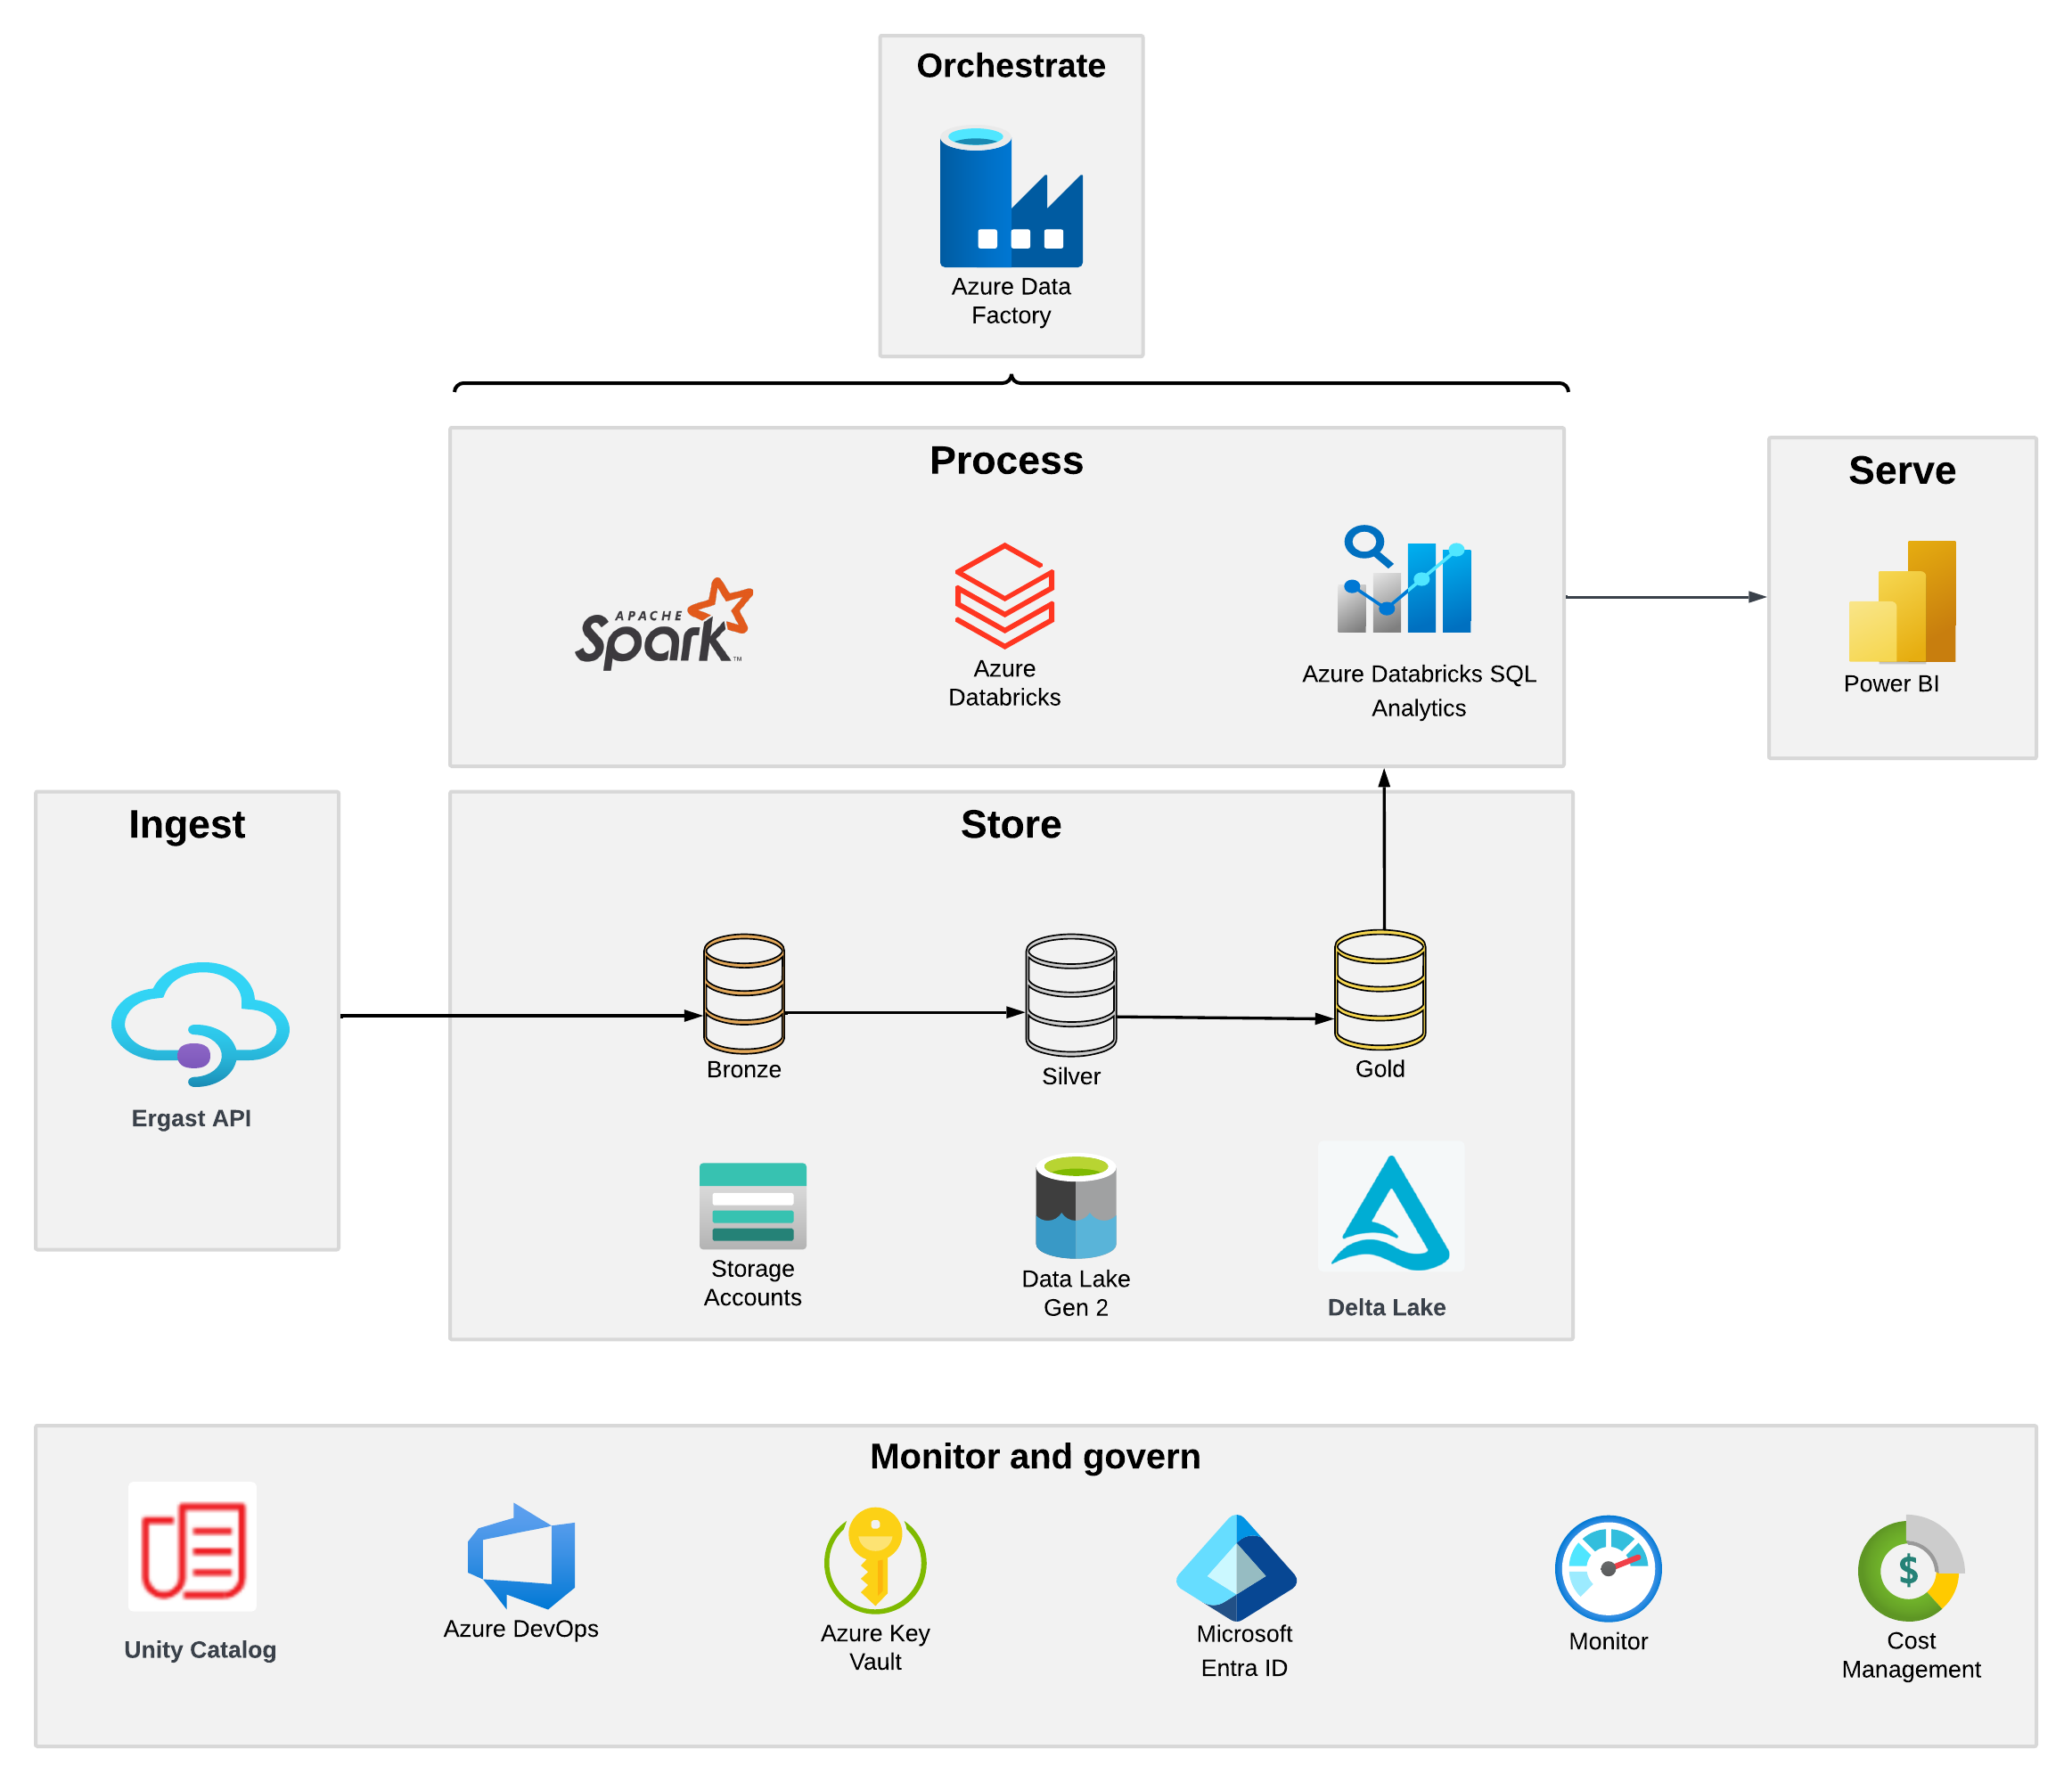 Orchestrate
Azure Data
Factory
Process
APACHE
Spark™
Azure
Databricks
Azure Databricks SQL
Analytics
Serve
Power BI
Ingest
Ergast API
Store
Bronze
Silver
Gold
Storage
Accounts
Data Lake
Gen 2
Delta Lake
Monitor and govern
Unity Catalog
Azure DevOps
Azure Key
Vault
Microsoft
Entra ID
Monitor
$
Cost
Management